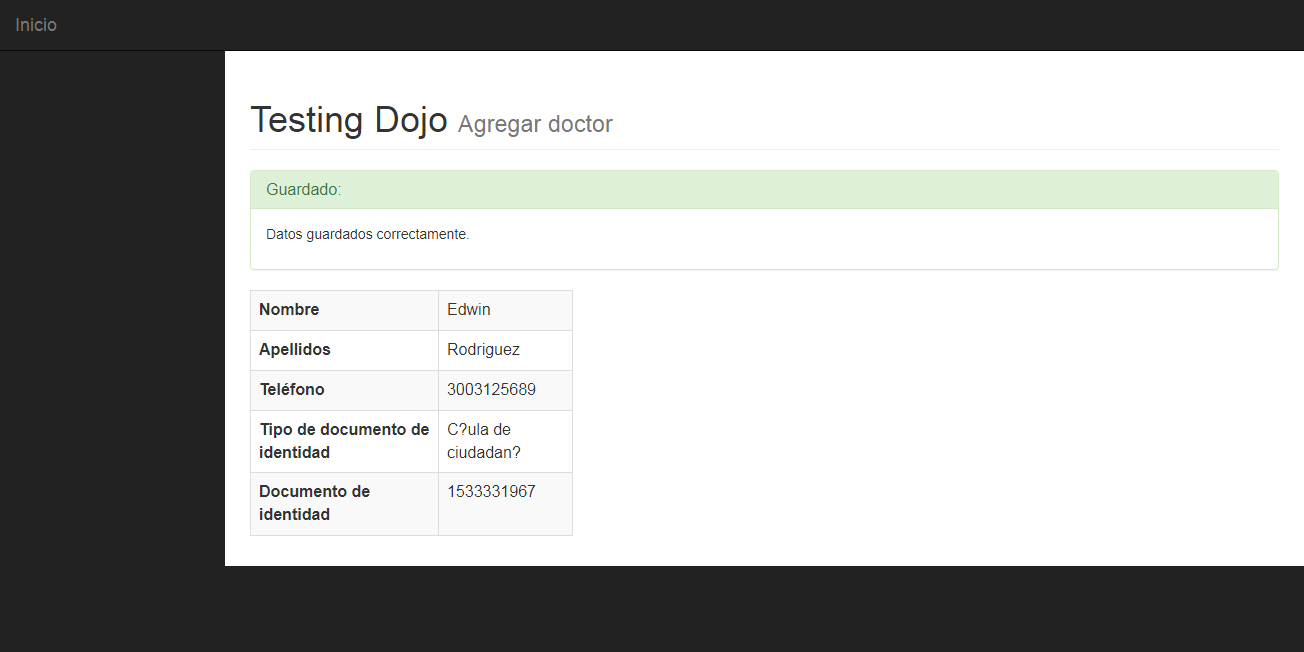 Inicio
Testing Dojo Agregar doctor
Guardado:
Datos guardados correctamente.
Nombre Edwin
Apellidos Rodriguez
Teléfono 3003125689
Tipo de documento de C?ula de
identidad ciudadan?
Documento de 1533331967
identidad